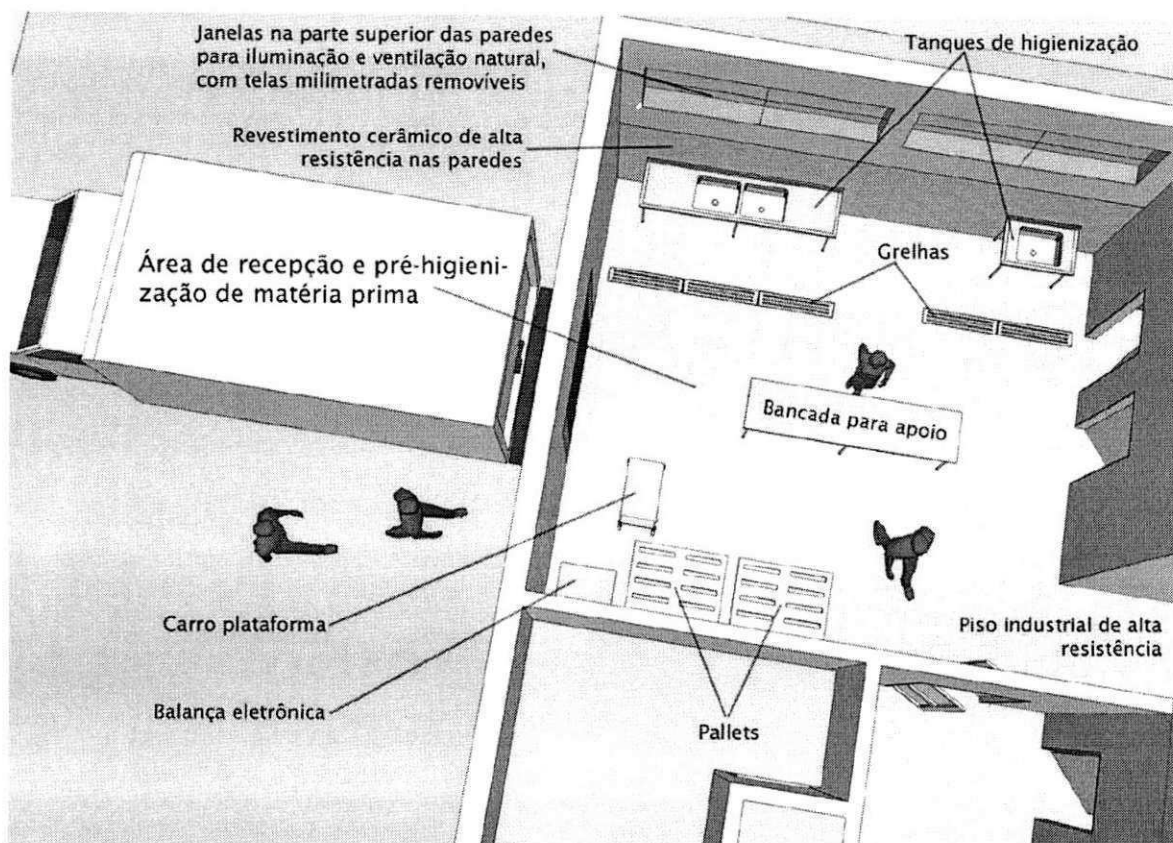 Janelas na parte superior das paredes
para iluminação e ventilação natural,
com telas milimetradas removíveis
Tanques de higienização
Revestimento cerâmico de alta
resistência nas paredes
Área de recepção e pré-higieni-
zação de matéria prima
Grelhas
Bancada para apoio
Carro plataforma
Piso industrial de alta
resistência
Balança eletrônica
Pallets